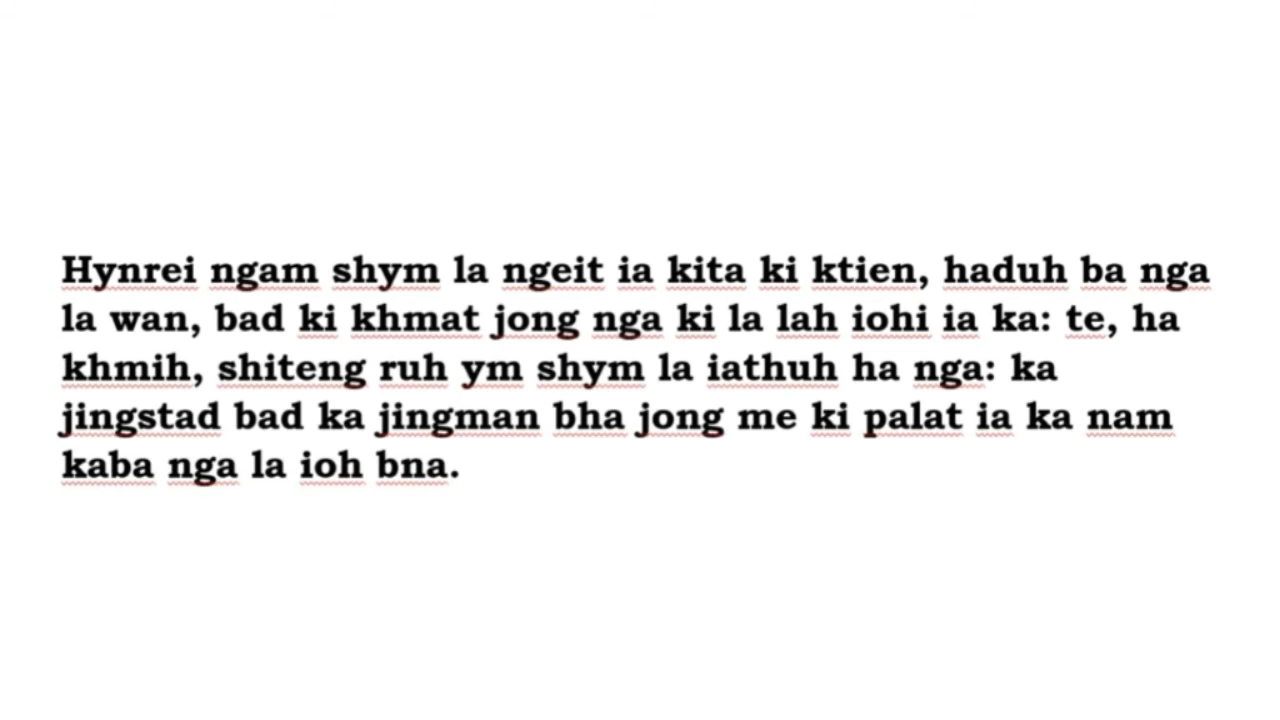 Hynrei ngam shym la ngeit ia kita ki ktien, haduh ba nga
la wan, bad ki khmat jong nga ki la lah iohi ia ka: te, ha
khmih, shiteng ruh ym shym la iathuh ha nga: ka
jingstad bad ka jingman bha jong me ki palat ia ka nam
kaba nga la ioh bna.